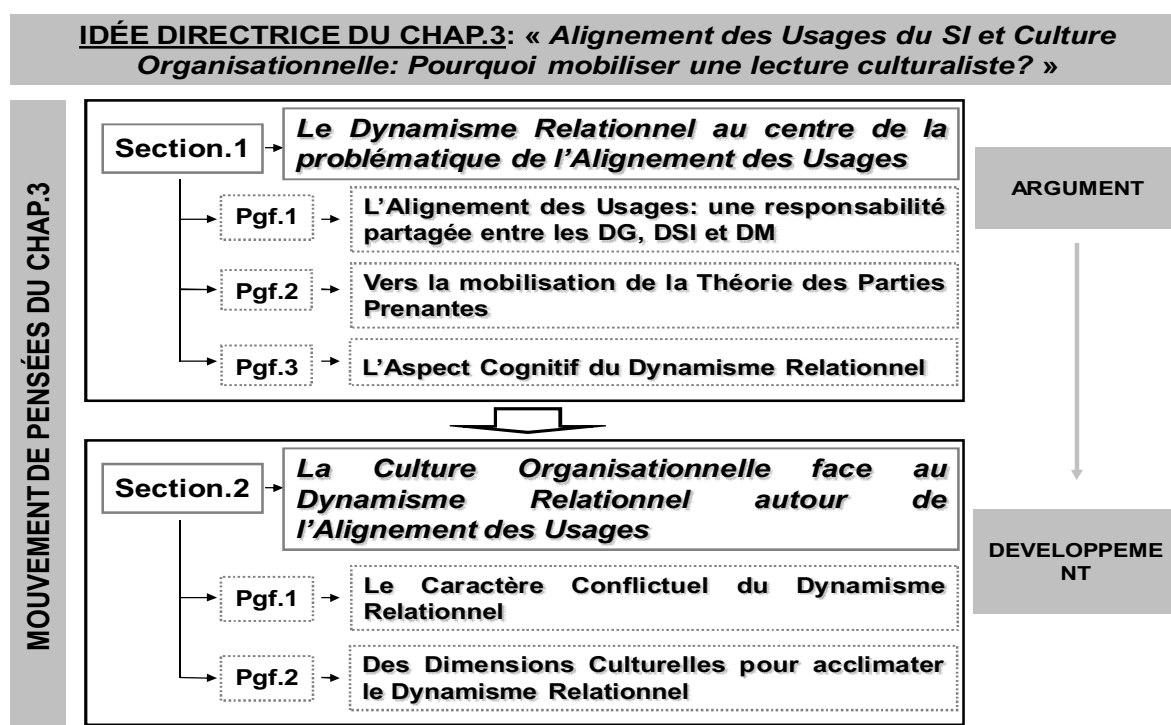 IDÉE DIRECTRICE DU CHAP.3: « Alignement des Usages du SI et Culture
Organisationnelle: Pourquoi mobiliser une lecture culturaliste? »
MOUVEMENT DE PENSÉES DU CHAP.3
Section.1
Le Dynamisme Relationnel au centre de la
problématique de l'Alignement des Usages
Pgf.1
L'Alignement des Usages: une responsabilité
partagée entre les DG, DSI et DM
Pgf.2
Vers la mobilisation de la Théorie des Parties
Prenantes
Pgf.3
L'Aspect Cognitif du Dynamisme Relationnel
ARGUMENT
Section.2
La Culture Organisationnelle face au
Dynamisme Relationnel autour de
l'Alignement des Usages
Pgf.1
Le Caractère Conflictuel du Dynamisme
Relationnel
Pgf.2
Des Dimensions Culturelles pour acclimater
le Dynamisme Relationnel
DEVELOPPEME
NT